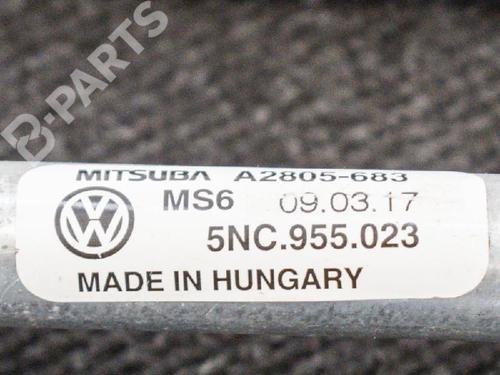 B-PARTS
MITSUBA A2805-683
MS6 09.03.17
5NC.955.023
MADE IN HUNGARY